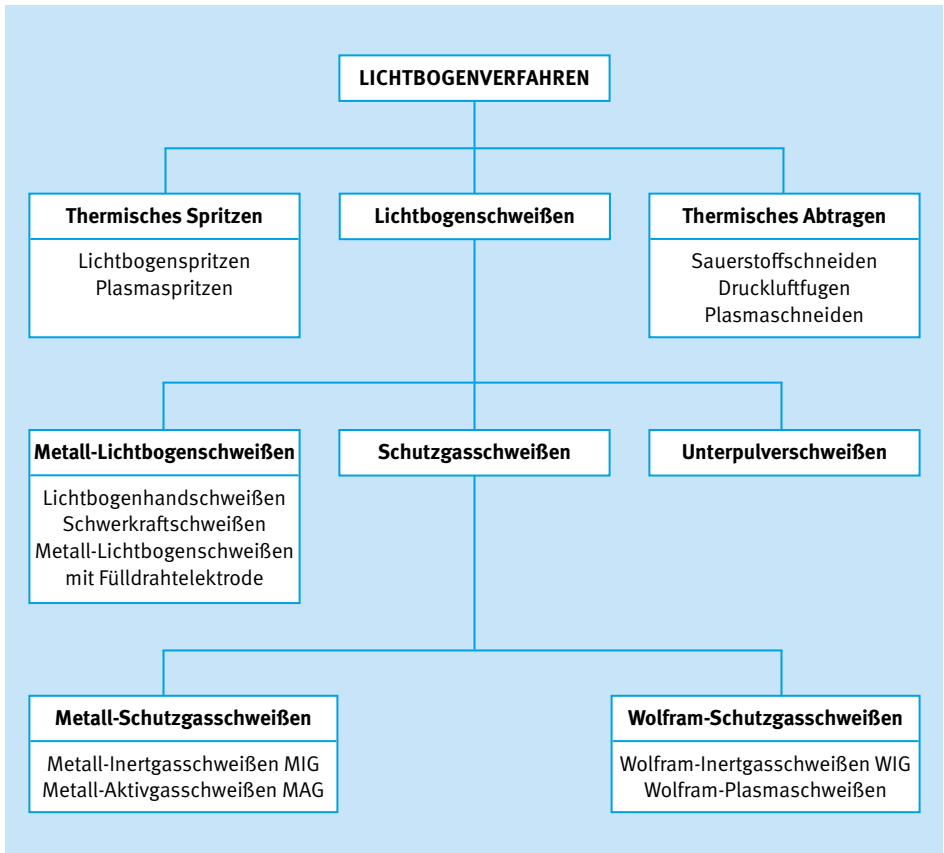 LICHTBOGENVERFAHREN
Thermisches Spritzen
Lichtbogenspritzen
Plasmaspritzen
Lichtbogenschweißen
Thermisches Abtragen
Sauerstoffschneiden
Druckluftfugen
Plasmaschneiden
Metall-Lichtbogenschweißen
Lichtbogenhandschweißen
Schwerkraftschweißen
Metall-Lichtbogenschweißen
mit Fülldrahtelektrode
Schutzgasschweißen
Unterpulverschweißen
Metall-Schutzgasschweißen
Metall-Inertgasschweißen MIG
Metall-Aktivgasschweißen MAG
Wolfram-Schutzgasschweißen
Wolfram-Inertgasschweißen WIG
Wolfram-Plasmaschweißen